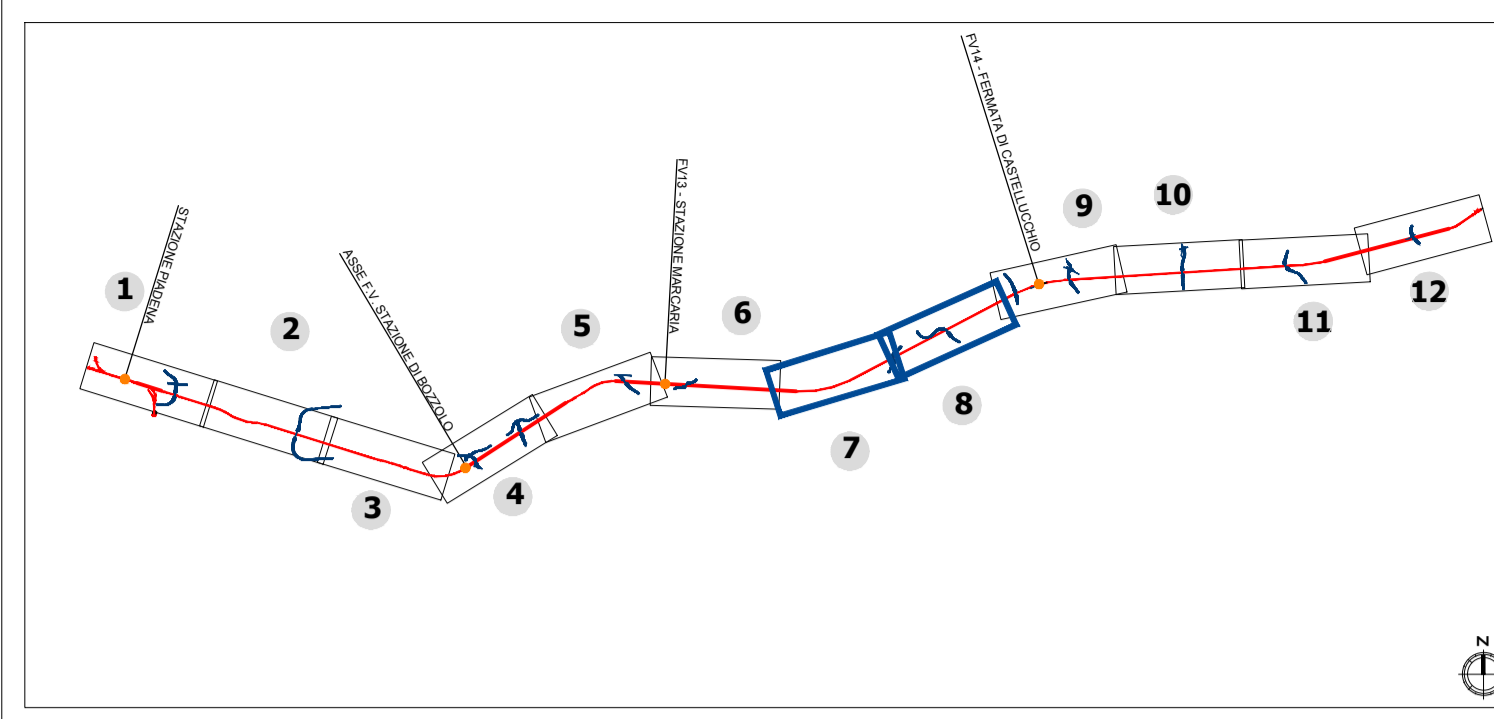 STAZIONE PIADENA
ASSE F.V. STAZIONE DI BOZZOLO
FV13 - STAZIONE MARCARIA
FV14 - FERMATA DI CASTELLUCCHIO
1
2
3
4
5
6
7
8
9
10
11
12
N